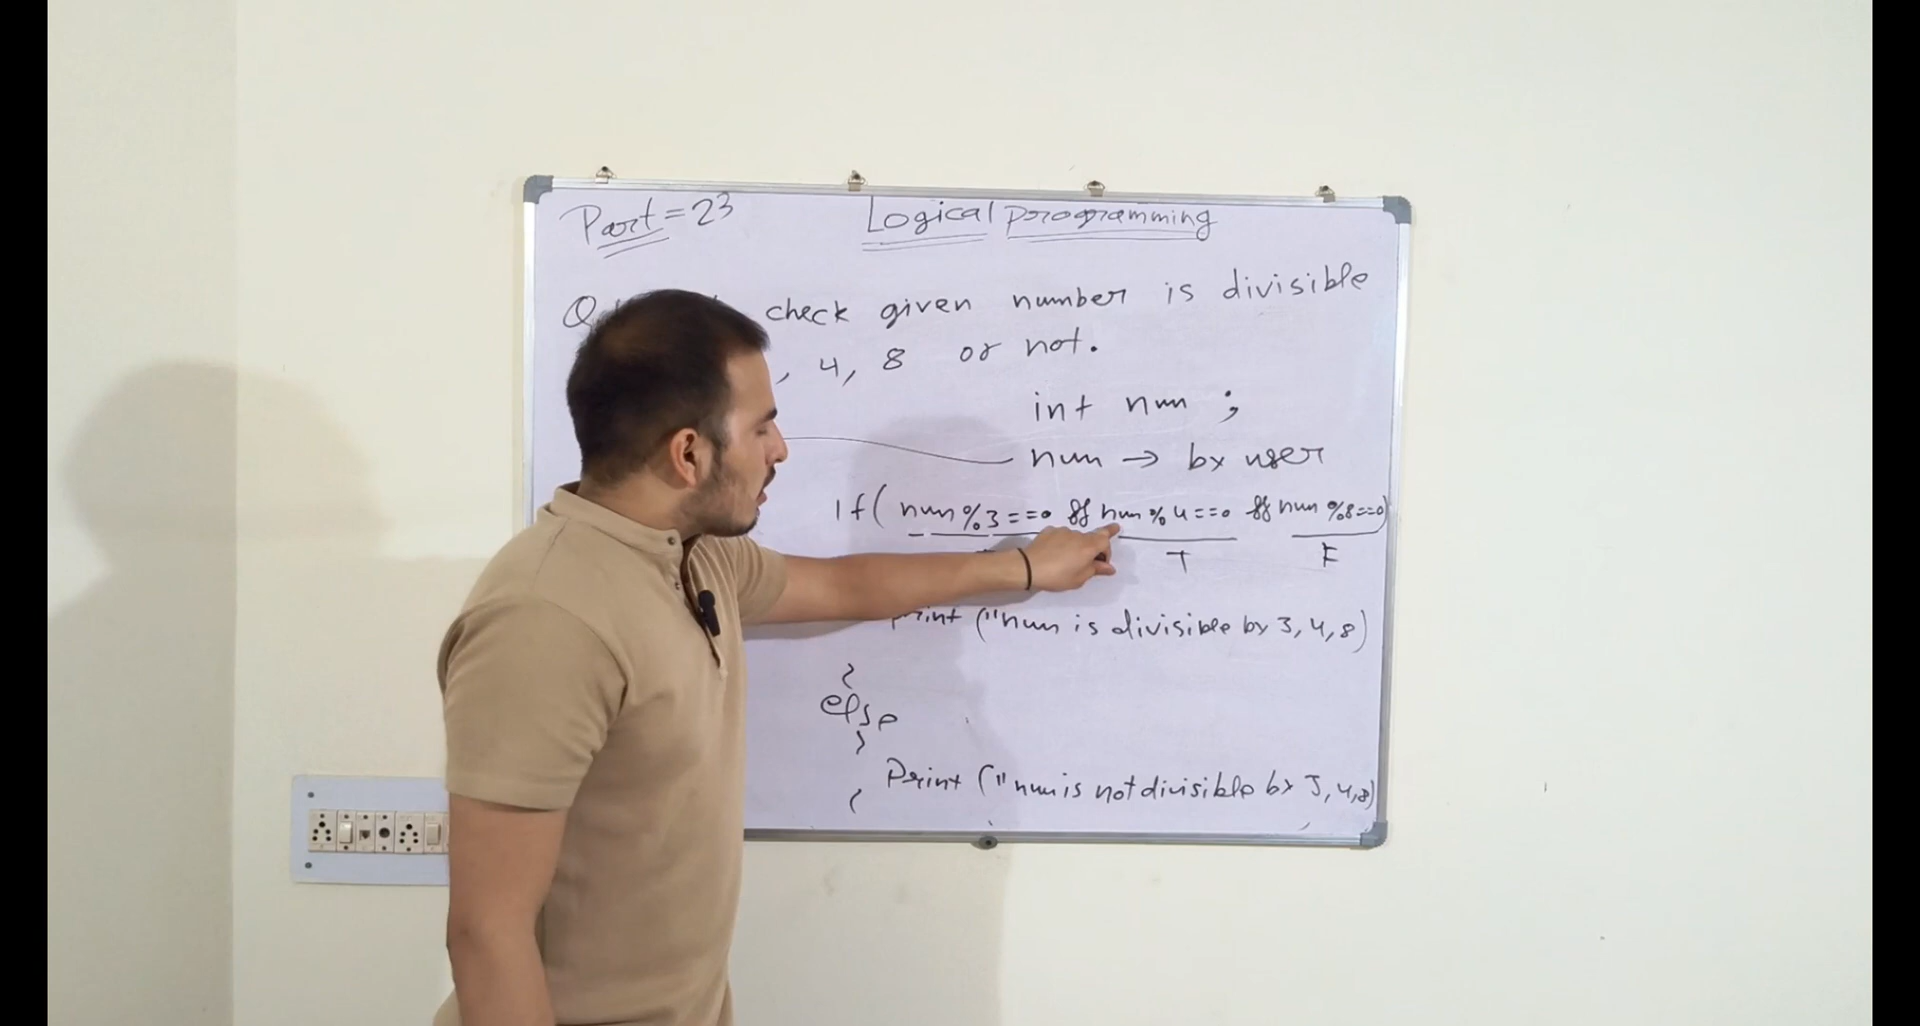 Part=23
Logical programming
check given number is divisible
, 4, 8 or not.
int num ;
num → by user
If( num%3==0 && num%4==0 && num%8==0)
T F
print ("num is divisible by 3, 4, 8)
}
else
}
Print ("num is not divisible by 3, 4, 8)
{